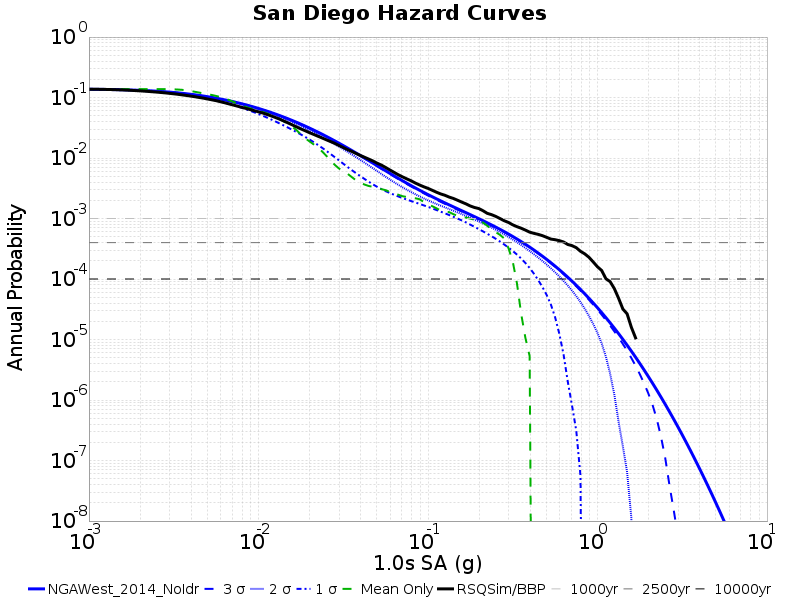 San Diego Hazard Curves
Annual Probability
10^0
10^-1
10^-2
10^-3
10^-4
10^-5
10^-6
10^-7
10^-8
10^-3 10^-2 10^-1 10^0 10^1
1.0s SA (g)
NGAWest_2014_NoIdr 3 σ 2 σ 1 σ Mean Only RSQSim/BBP 1000yr 2500yr 10000yr